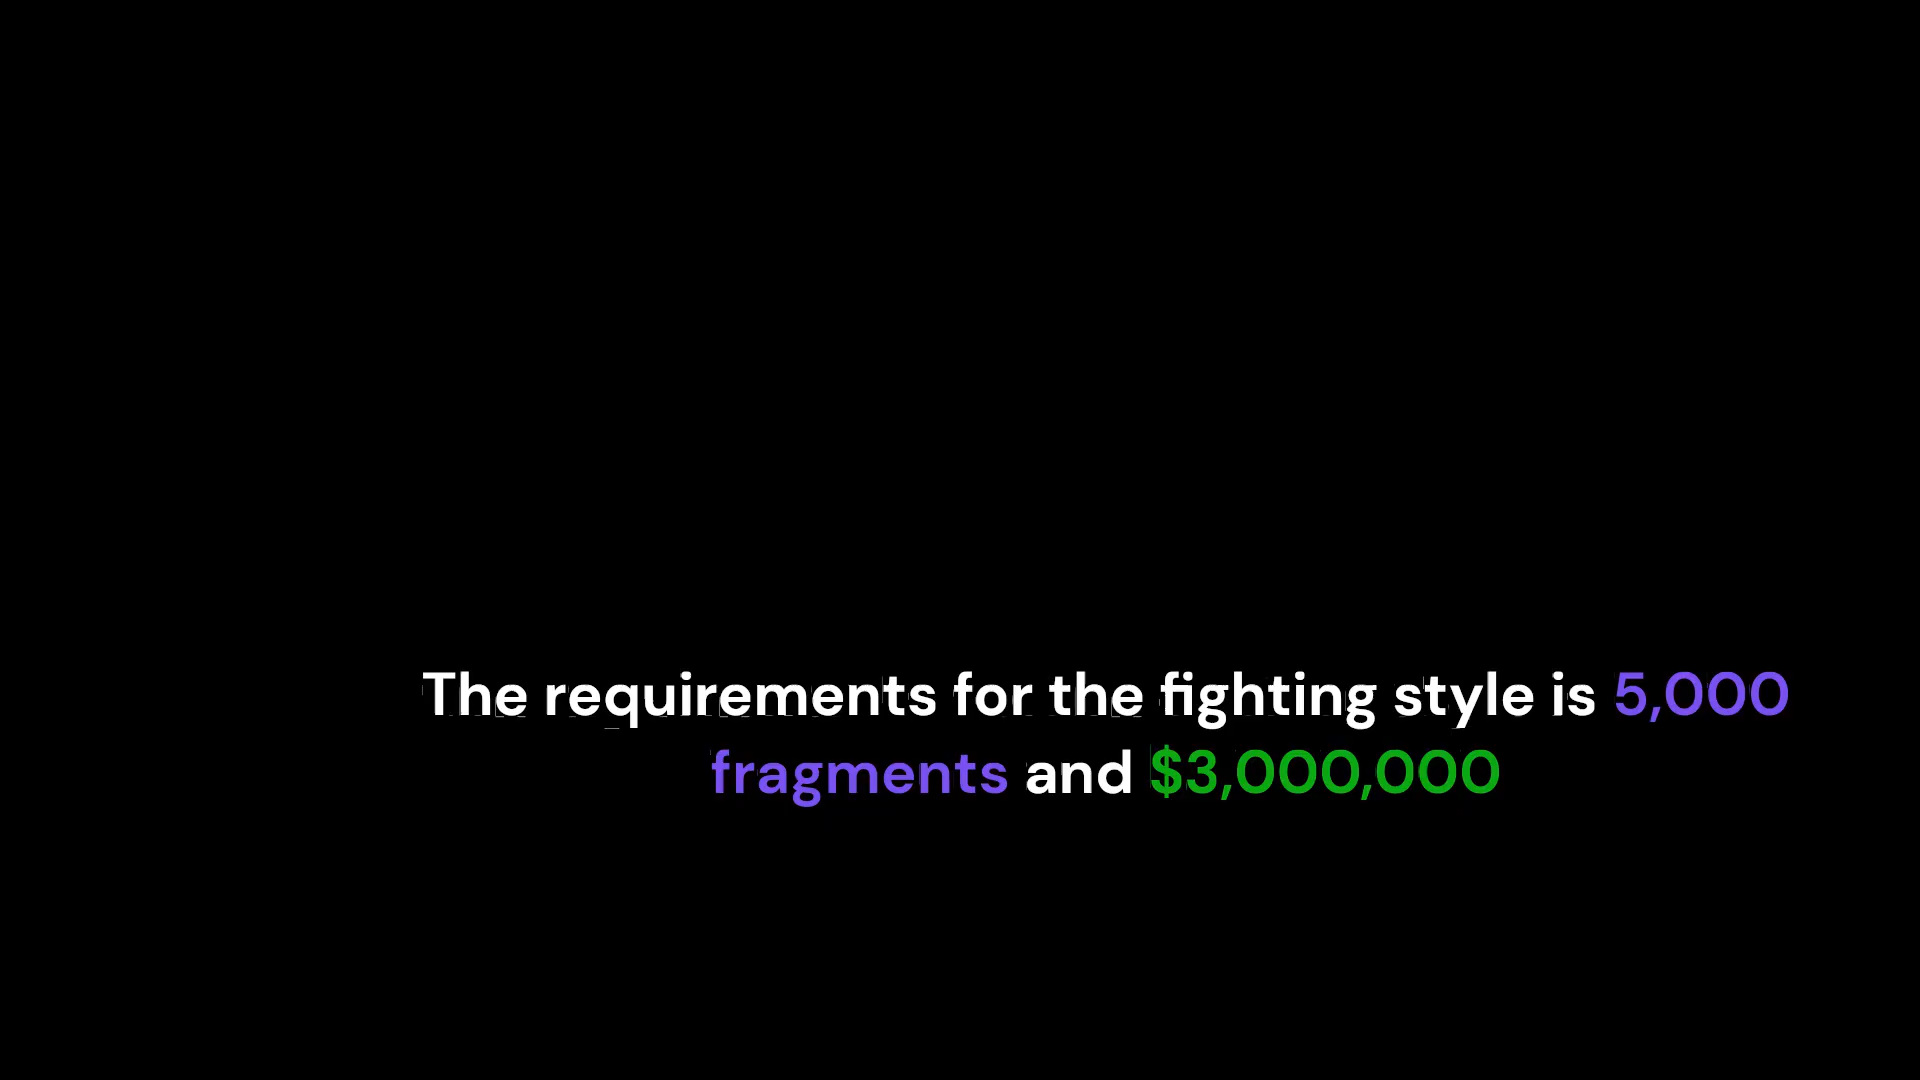 The requirements for the fighting style is 5,000
fragments and $3,000,000